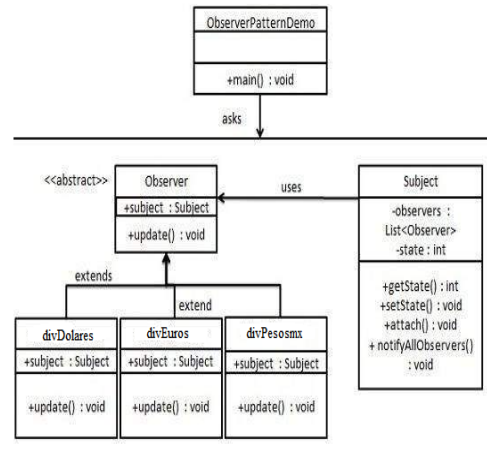 ObserverPatternDemo
+main() : void
asks
<<abstract>>
Observer
+subject : Subject
+update() : void
uses
Subject
-observers :
List<Observer>
-state : int
+getState() : int
+setState() : void
+attach() : void
+ notifyAllObservers()
: void
extends
extend
divDolares
+subject : Subject
+update() : void
divEuros
+subject : Subject
+update() : void
divPesosmx
+subject : Subject
+update() : void